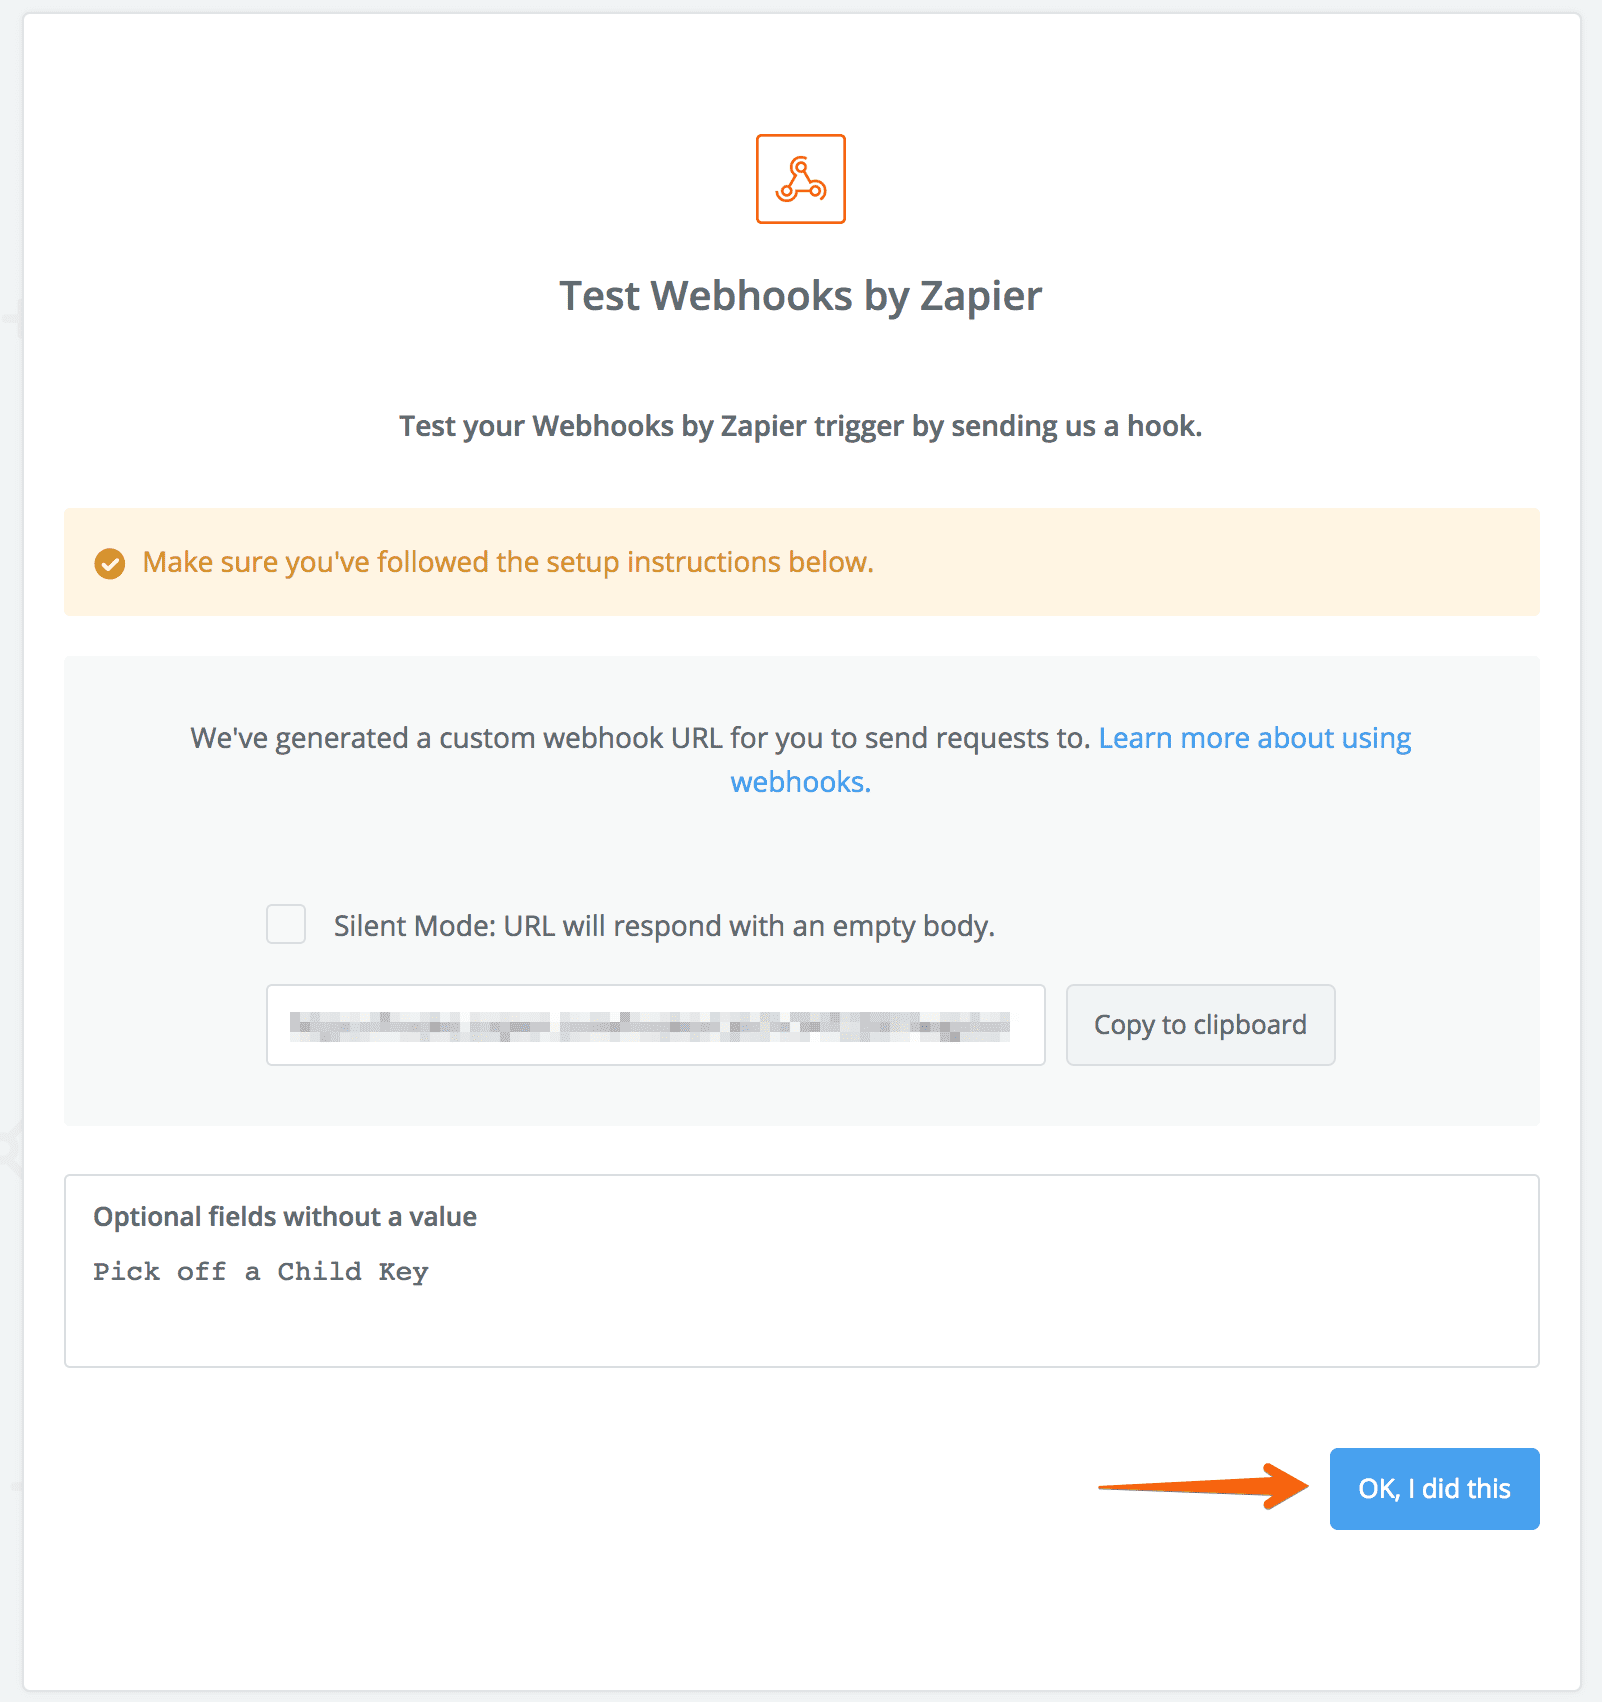 Test Webhooks by Zapier
Test your Webhooks by Zapier trigger by sending us a hook.
Make sure you've followed the setup instructions below.
We've generated a custom webhook URL for you to send requests to. Learn more about using
webhooks.
Silent Mode: URL will respond with an empty body.
Copy to clipboard
Optional fields without a value
Pick off a Child Key
OK, I did this